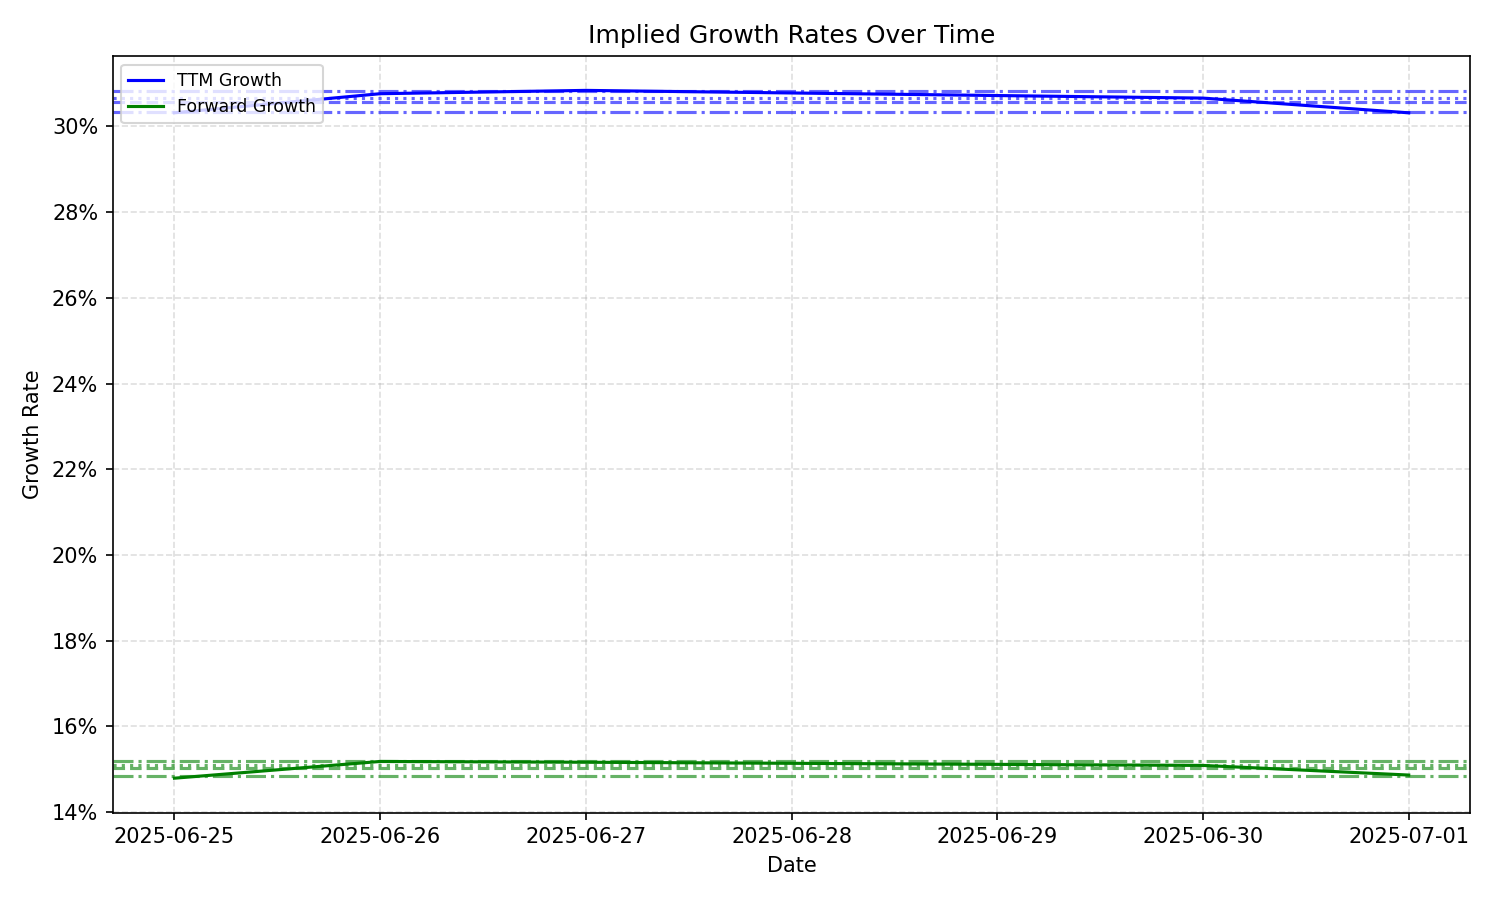 Implied Growth Rates Over Time
TTM Growth
Forward Growth
30%
28%
26%
24%
22%
20%
18%
16%
14%
Growth Rate
2025-06-25 2025-06-26 2025-06-27 2025-06-28 2025-06-29 2025-06-30 2025-07-01
Date